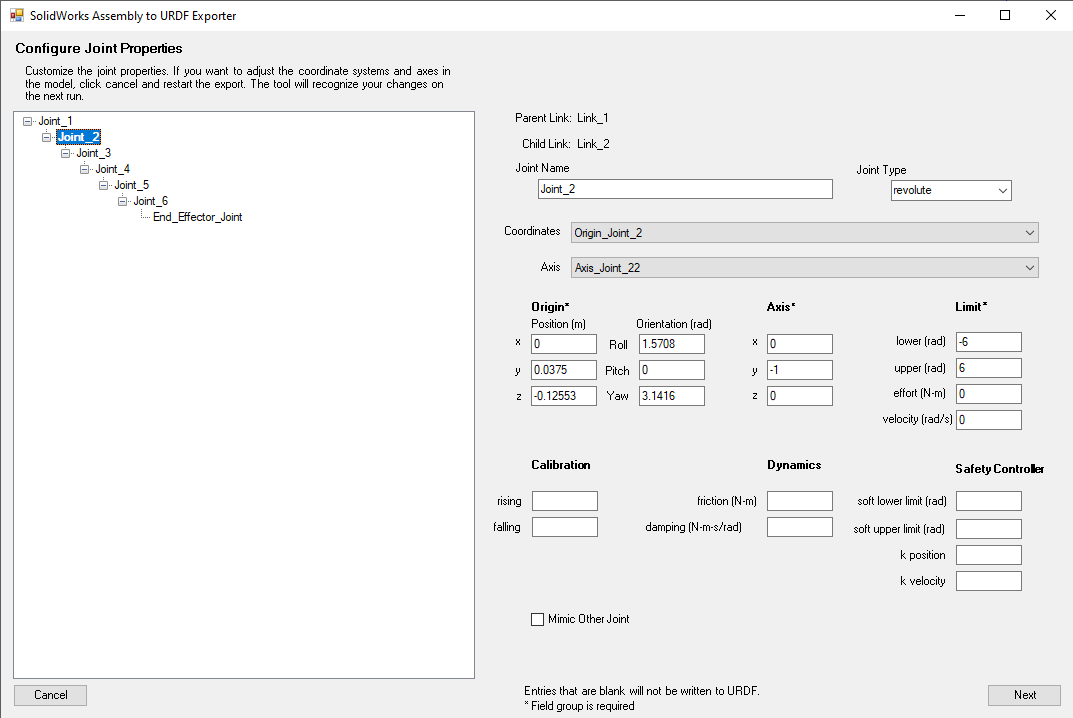 SolidWorks Assembly to URDF Exporter
Configure Joint Properties
Customize the joint properties. If you want to adjust the coordinate systems and axes in
the model, click cancel and restart the export. The tool will recognize your changes on
the next run.
Joint_1
Joint_2
Joint_3
Joint_4
Joint_5
Joint_6
End_Effector_Joint
Parent Link: Link_1
Child Link: Link_2
Joint Name
Joint_2
Joint Type
revolute
Coordinates
Origin_Joint_2
Axis
Axis_Joint_22
Origin*
Position (m)
Orientation (rad)
x 0 Roll 1.5708
y 0.0375 Pitch 0
z -0.12553 Yaw 3.1416
Axis*
x 0
y -1
z 0
Limit*
lower (rad) -6
upper (rad) 6
effort (N-m) 0
velocity (rad/s) 0
Calibration
rising
falling
Dynamics
friction (N-m)
damping (N-m-s/rad)
Safety Controller
soft lower limit (rad)
soft upper limit (rad)
k position
k velocity
Mimic Other Joint
Entries that are blank will not be written to URDF.
* Field group is required
Cancel
Next